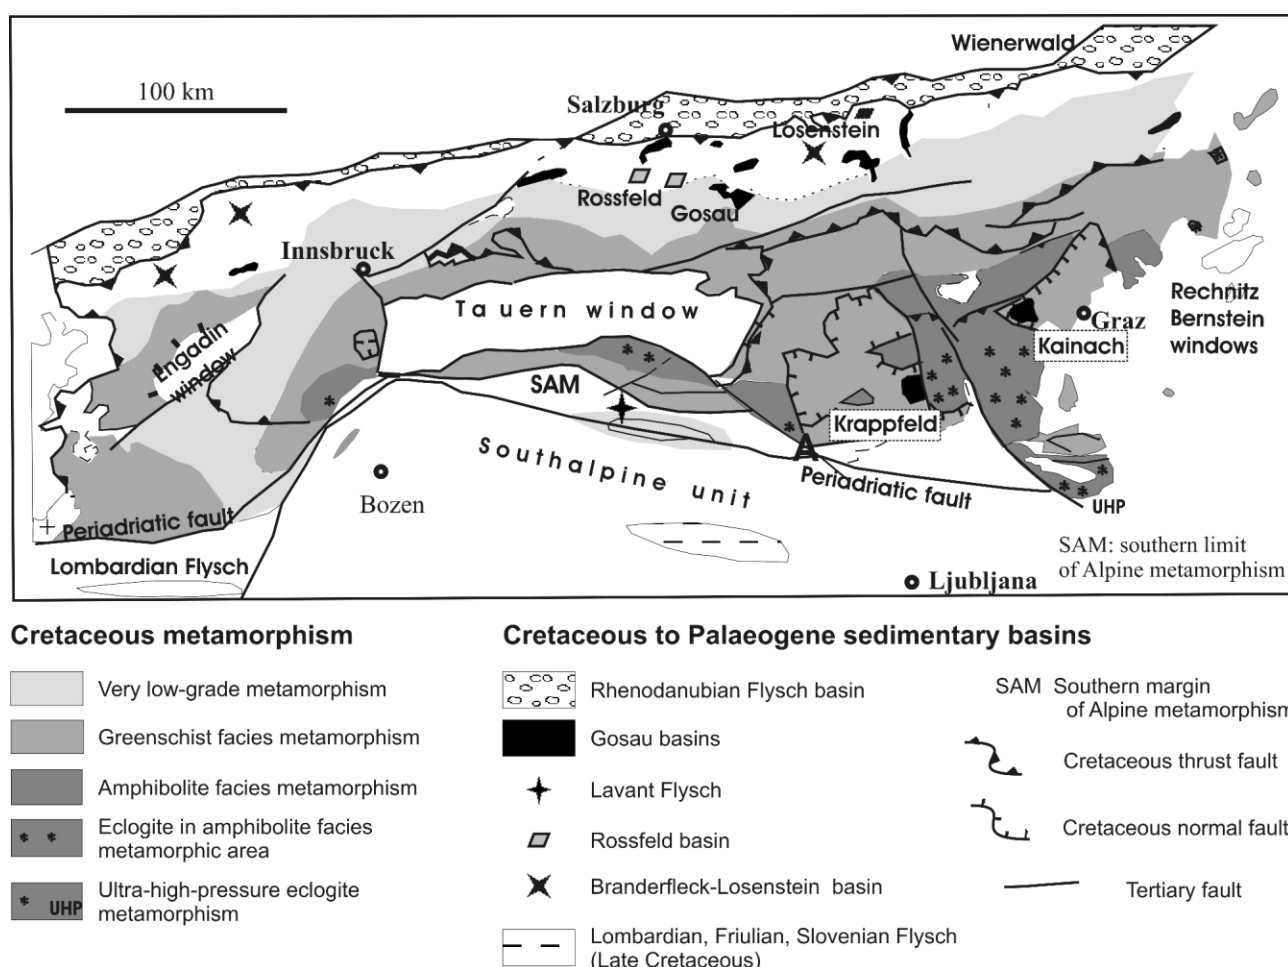 Wienerwald
100 km
Salzburg
Losenstein
Rossfeld
Gosau
Innsbruck
Engadin
window
Tauern window
Rechnitz
Bernstein
windows
Graz
Kainach
SAM
Krappfeld
A
Southalpine unit
Periadriatic fault
Bozen
UHP
Periadriatic fault
Lombardian Flysch
SAM: southern limit
of Alpine metamorphism
Ljubljana
Cretaceous metamorphism
Very low-grade metamorphism
Greenschist facies metamorphism
Amphibolite facies metamorphism
Eclogite in amphibolite facies
metamorphic area
UHP
Ultra-high-pressure eclogite
metamorphism
Cretaceous to Palaeogene sedimentary basins
Rhenodanubian Flysch basin
Gosau basins
Lavant Flysch
Rossfeld basin
Branderfleck-Losenstein basin
Lombardian, Friulian, Slovenian Flysch
(Late Cretaceous)
SAM Southern margin
of Alpine metamorphism
Cretaceous thrust fault
Cretaceous normal fault
Tertiary fault